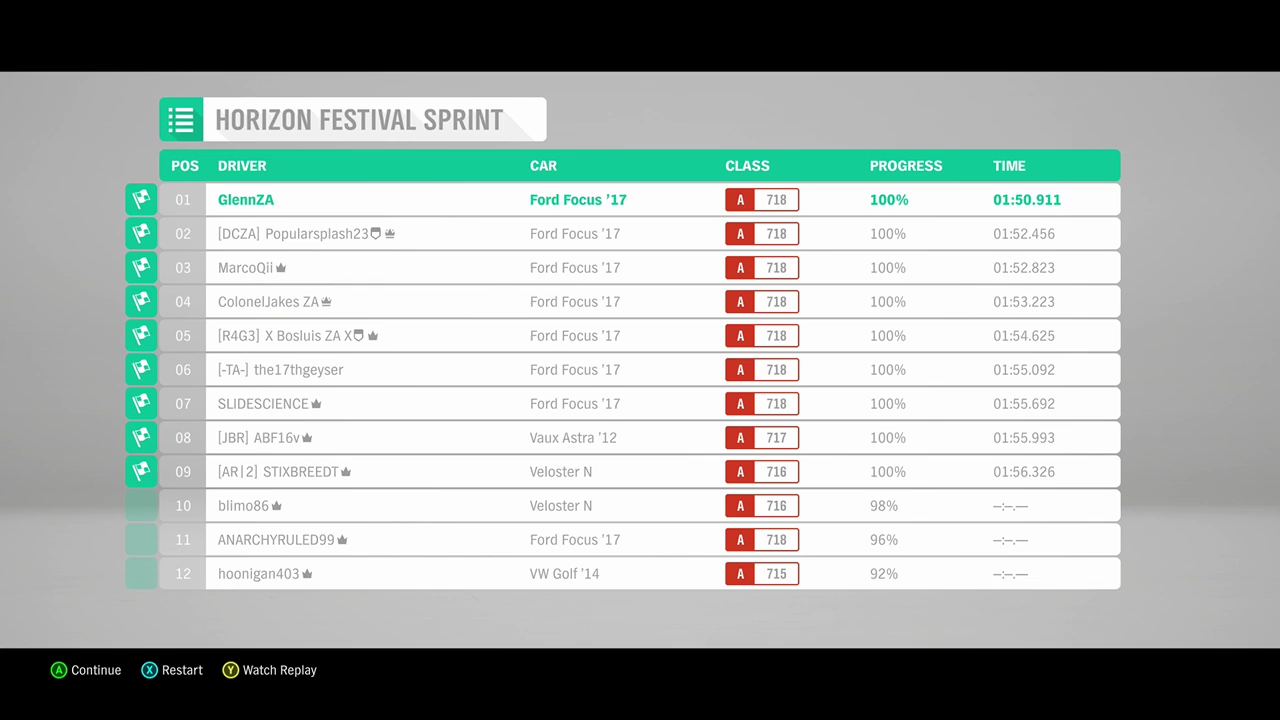 HORIZON FESTIVAL SPRINT
POS DRIVER CAR CLASS PROGRESS TIME
01 GlennZA Ford Focus '17 A 718 100% 01:50.911
02 [DCZA] Popularsplash23 Ford Focus '17 A 718 100% 01:52.456
03 MarcoQii Ford Focus '17 A 718 100% 01:52.823
04 ColonelJakes ZA Ford Focus '17 A 718 100% 01:53.223
05 [R4G3] X Bosluis ZA X Ford Focus '17 A 718 100% 01:54.625
06 [-TA-] the17thgeyser Ford Focus '17 A 718 100% 01:55.092
07 SLIDESCIENCE Ford Focus '17 A 718 100% 01:55.692
08 [JBR] ABF16v Vaux Astra '12 A 717 100% 01:55.993
09 [AR|2] STIXBREEDT Veloster N A 716 100% 01:56.326
10 blimo86 Veloster N A 716 98% --:--.---
11 ANARCHYRULED99 Ford Focus '17 A 718 96% --:--.---
12 hoonigan403 VW Golf '14 A 715 92% --:--.---
A Continue X Restart Y Watch Replay